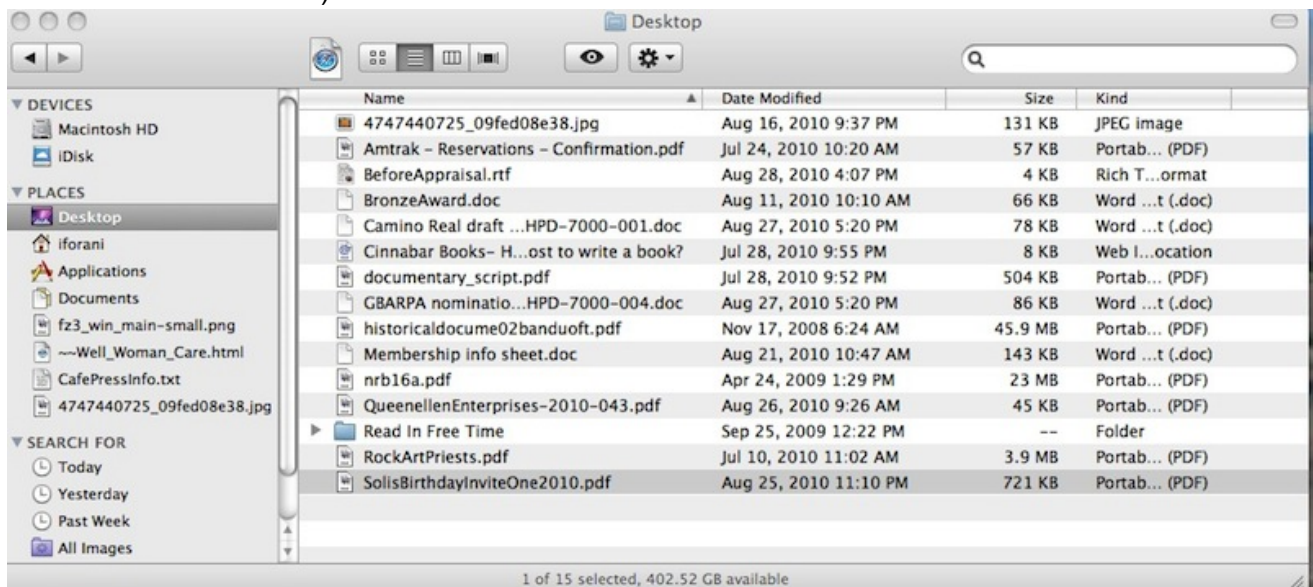 Desktop
DEVICES
Macintosh HD
iDisk
PLACES
Desktop
iforani
Applications
Documents
fz3_win_main-small.png
~~Well_Woman_Care.html
CafePressInfo.txt
4747440725_09fed08e38.jpg
SEARCH FOR
Today
Yesterday
Past Week
All Images
Name Date Modified Size Kind
4747440725_09fed08e38.jpg Aug 16, 2010 9:37 PM 131 KB JPEG image
Amtrak – Reservations – Confirmation.pdf Jul 24, 2010 10:20 AM 57 KB Portab... (PDF)
BeforeAppraisal.rtf Aug 28, 2010 4:07 PM 4 KB Rich T...ormat
BronzeAward.doc Aug 11, 2010 10:10 AM 66 KB Word ...t (.doc)
Camino Real draft ...HPD-7000-001.doc Aug 27, 2010 5:20 PM 78 KB Word ...t (.doc)
Cinnabar Books– H...ost to write a book? Jul 28, 2010 9:55 PM 8 KB Web I...ocation
documentary_script.pdf Jul 28, 2010 9:52 PM 504 KB Portab... (PDF)
GBARPA nominatio...HPD-7000-004.doc Aug 27, 2010 5:20 PM 86 KB Word ...t (.doc)
historicaldocume02banduoft.pdf Nov 17, 2008 6:24 AM 45.9 MB Portab... (PDF)
Membership info sheet.doc Aug 21, 2010 10:47 AM 143 KB Word ...t (.doc)
nrb16a.pdf Apr 24, 2009 1:29 PM 23 MB Portab... (PDF)
QueenellenEnterprises-2010-043.pdf Aug 26, 2010 9:26 AM 45 KB Portab... (PDF)
Read In Free Time Sep 25, 2009 12:22 PM -- Folder
RockArtPriests.pdf Jul 10, 2010 11:02 AM 3.9 MB Portab... (PDF)
SolisBirthdayInviteOne2010.pdf Aug 25, 2010 11:10 PM 721 KB Portab... (PDF)
1 of 15 selected, 402.52 GB available